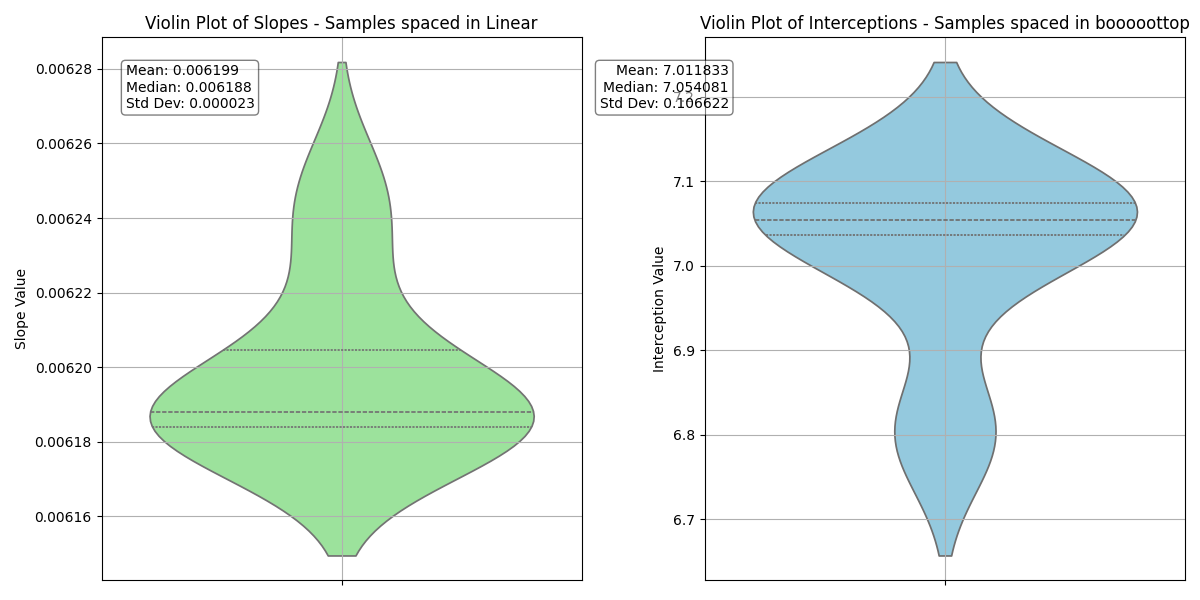 Violin Plot of Slopes - Samples spaced in Linear
Mean: 0.006199
Median: 0.006188
Std Dev: 0.000023
0.00628
0.00626
0.00624
0.00622
0.00620
0.00618
0.00616
Slope Value
Violin Plot of Interceptions - Samples spaced in booooottop
Mean: 7.011833
Median: 7.054081
Std Dev: 0.106622
7.2
7.1
7.0
6.9
6.8
6.7
Interception Value